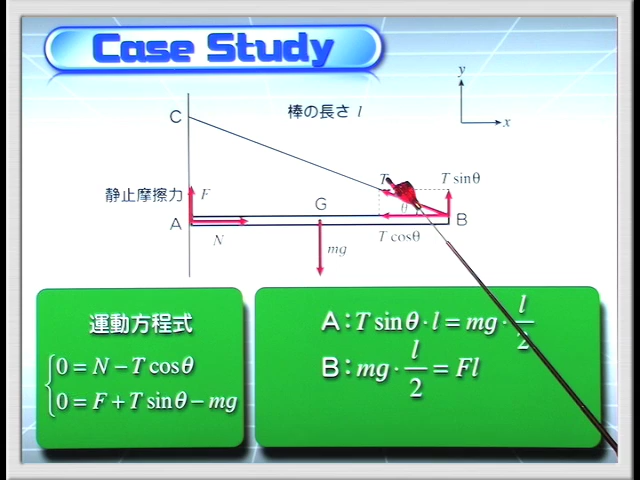 Case Study
y
x
棒の長さ l
C
静止摩擦力 F
T
T sinθ
θ
A
G
B
N
T cosθ
mg
運動方程式
0 = N − T cosθ
0 = F + T sinθ − mg
A：T sinθ · l = mg · l/2
B：mg · l/2 = Fl